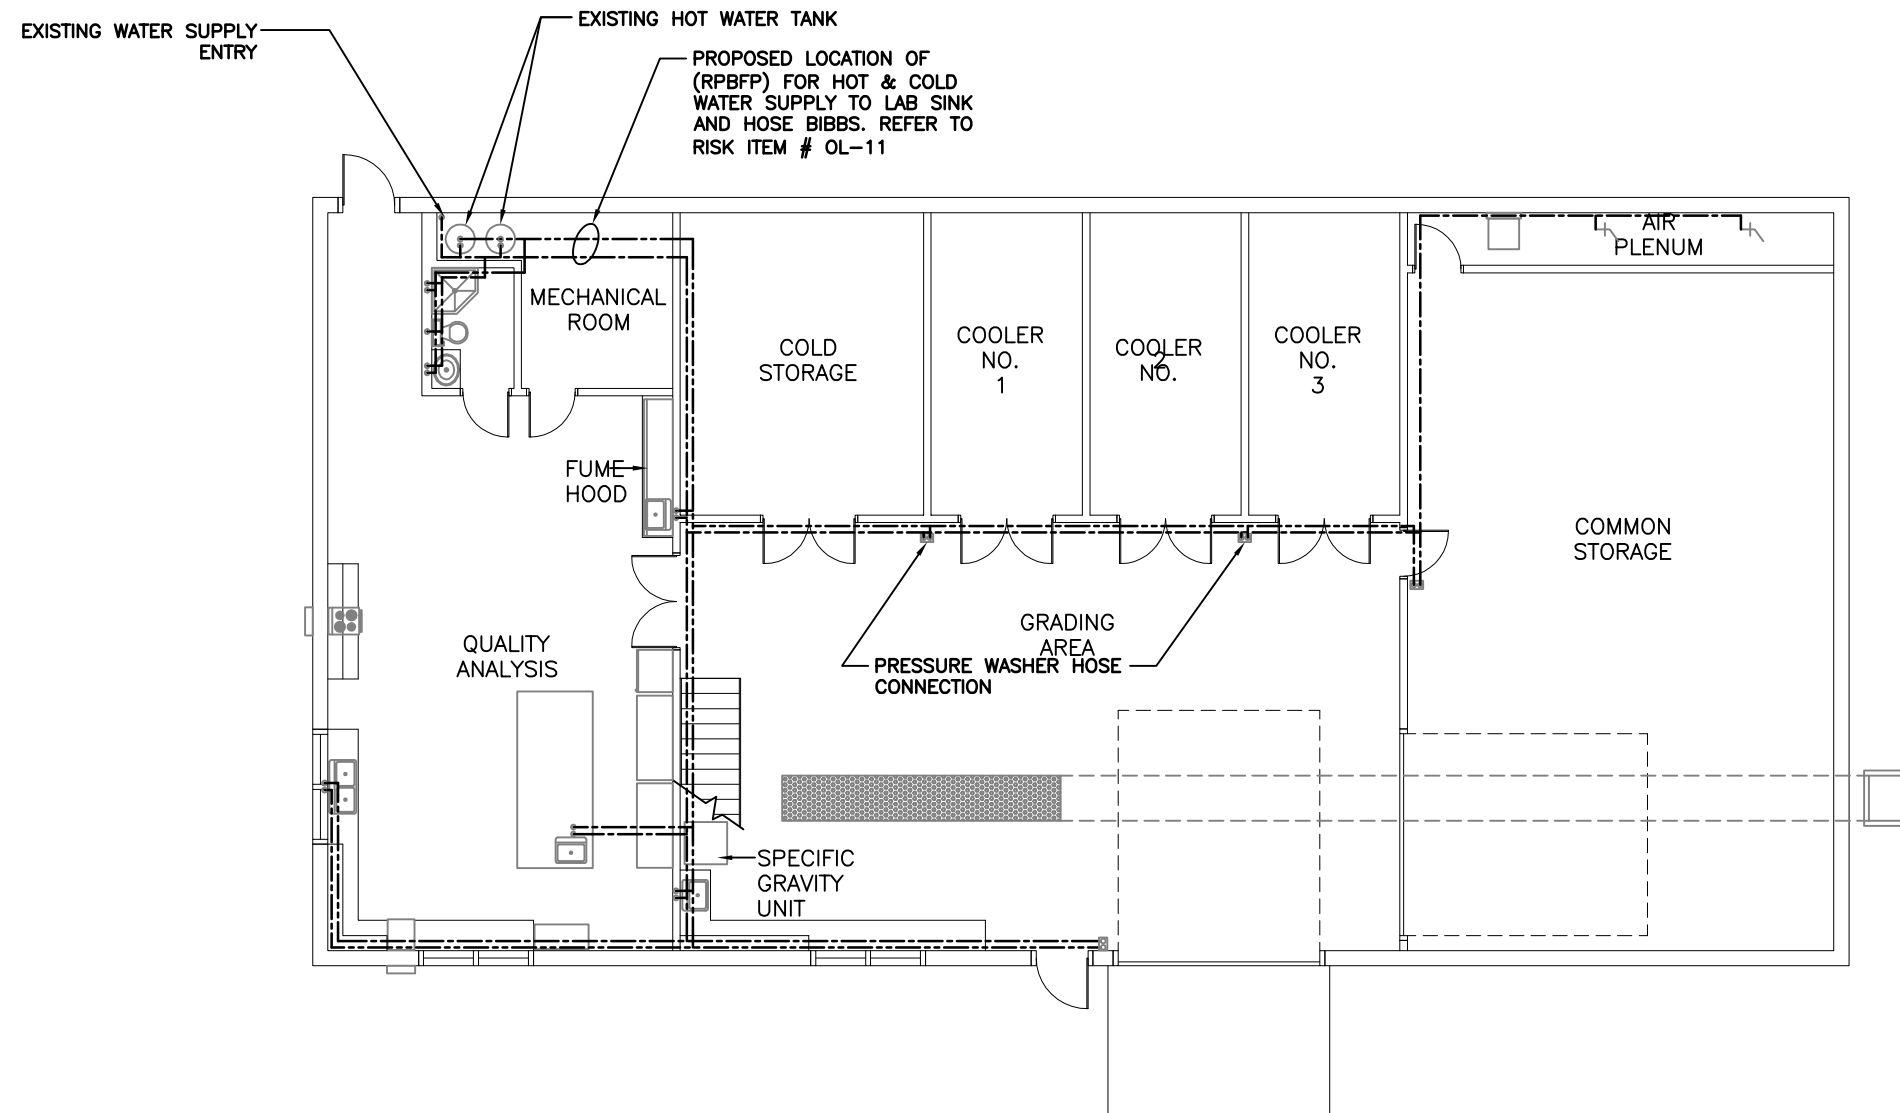 EXISTING WATER SUPPLY
ENTRY
EXISTING HOT WATER TANK
PROPOSED LOCATION OF
(RPBFP) FOR HOT & COLD
WATER SUPPLY TO LAB SINK
AND HOSE BIBBS. REFER TO
RISK ITEM # OL-11
AIR
PLENUM
MECHANICAL
ROOM
COLD
STORAGE
COOLER
NO.
1
COOLER
2
NO.
COOLER
NO.
3
FUME
HOOD
COMMON
STORAGE
QUALITY
ANALYSIS
GRADING
AREA
PRESSURE WASHER HOSE
CONNECTION
SPECIFIC
GRAVITY
UNIT